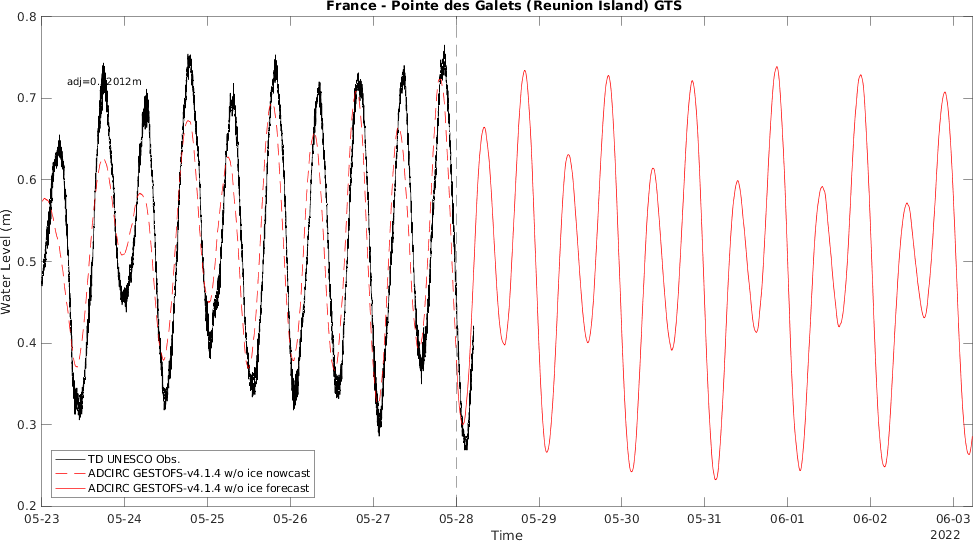 France - Pointe des Galets (Reunion Island) GTS
0.8
0.7
0.6
0.5
0.4
0.3
0.2
Water Level (m)
TD UNESCO Obs.
ADCIRC GESTOFS-v4.1.4 w/o ice nowcast
ADCIRC GESTOFS-v4.1.4 w/o ice forecast
05-23 05-24 05-25 05-26 05-27 05-28 05-29 05-30 05-31 06-01 06-02 06-03
Time
2022